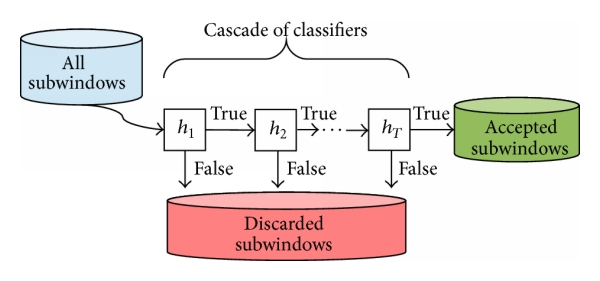 Cascade of classifiers
All
subwindows
True
True
True
h1
h2
...
hT
Accepted
subwindows
False
False
False
Discarded
subwindows